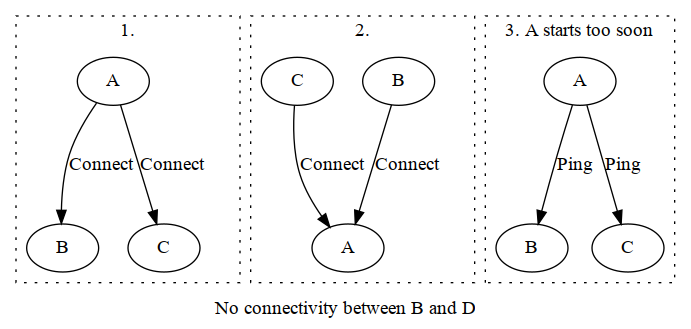 1.
A
Connect Connect
B C
2.
C B
Connect Connect
A
3. A starts too soon
A
Ping Ping
B C
No connectivity between B and D